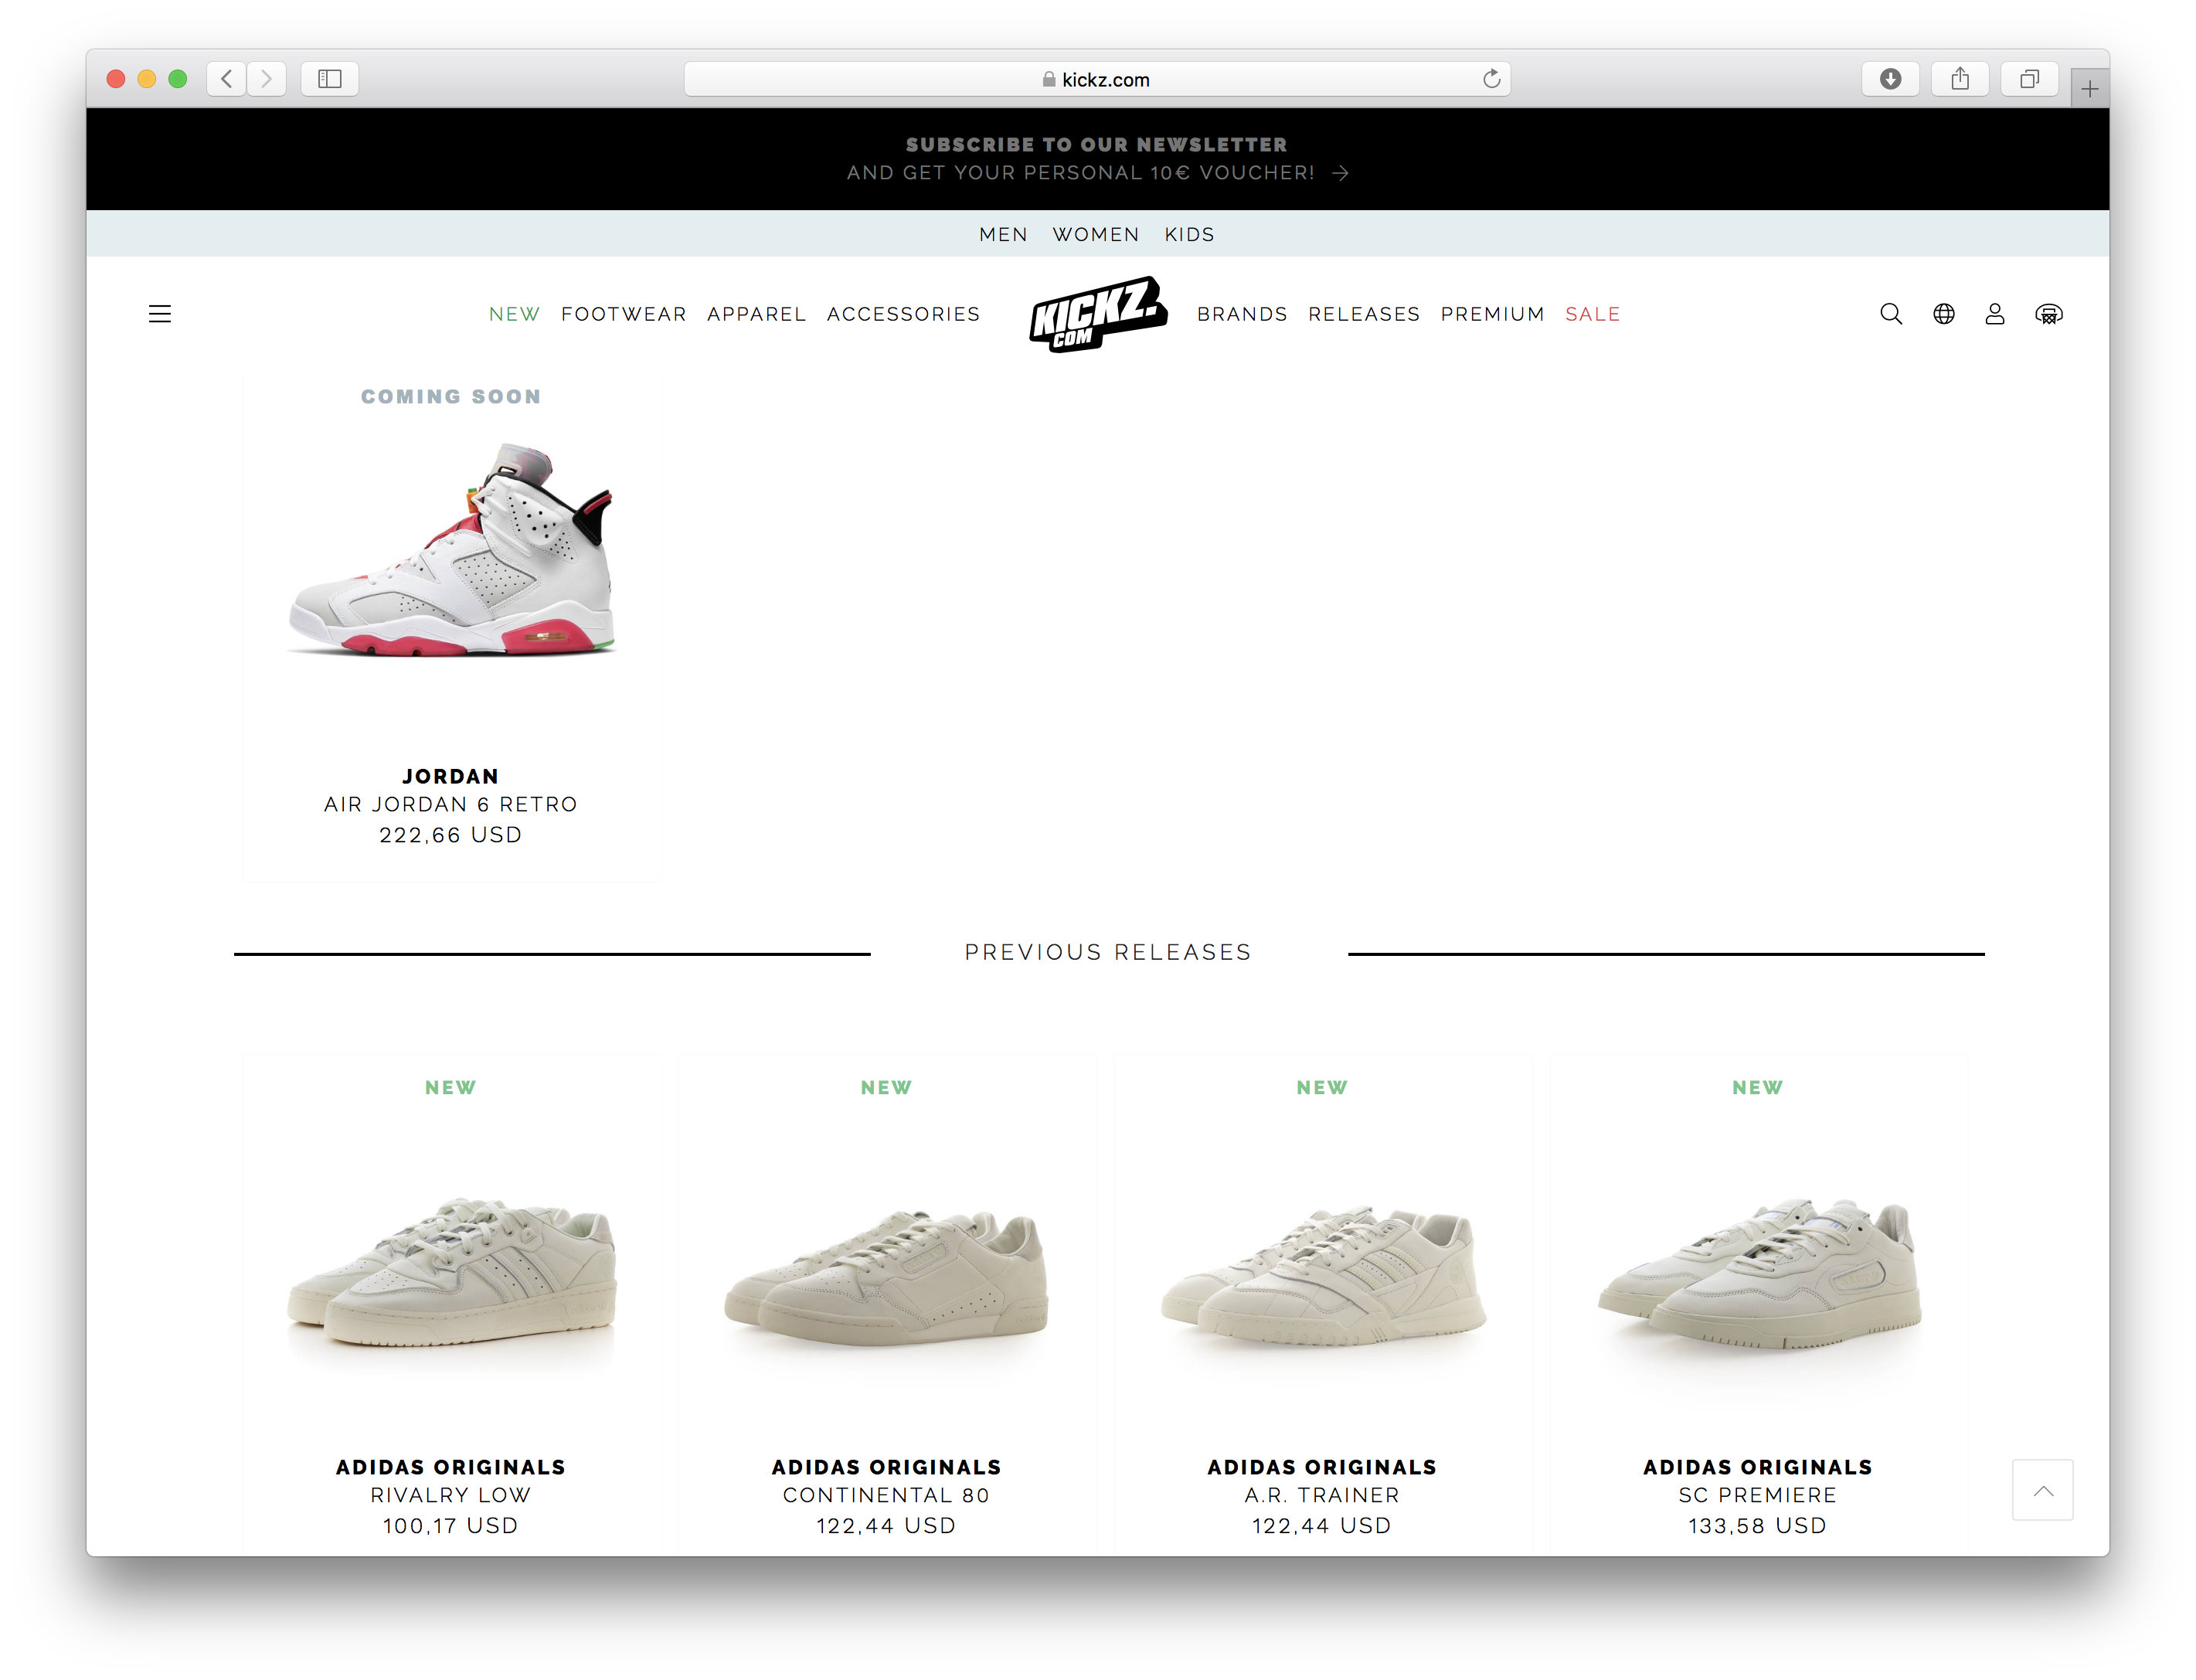 kickz.com
SUBSCRIBE TO OUR NEWSLETTER
AND GET YOUR PERSONAL 10€ VOUCHER! →
MEN WOMEN KIDS
NEW FOOTWEAR APPAREL ACCESSORIES KICKZ.COM BRANDS RELEASES PREMIUM SALE
COMING SOON
JORDAN
AIR JORDAN 6 RETRO
222,66 USD
PREVIOUS RELEASES
NEW NEW NEW NEW
ADIDAS ORIGINALS ADIDAS ORIGINALS ADIDAS ORIGINALS ADIDAS ORIGINALS
RIVALRY LOW CONTINENTAL 80 A.R. TRAINER SC PREMIERE
100,17 USD 122,44 USD 122,44 USD 133,58 USD